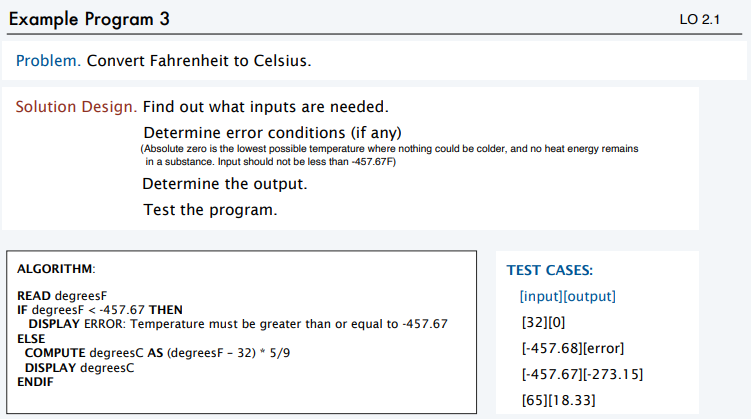 Example Program 3
LO 2.1
Problem. Convert Fahrenheit to Celsius.
Solution Design. Find out what inputs are needed.
Determine error conditions (if any)
(Absolute zero is the lowest possible temperature where nothing could be colder, and no heat energy remains
in a substance. Input should not be less than -457.67F)
Determine the output.
Test the program.
ALGORITHM:
READ degreesF
IF degreesF < -457.67 THEN
DISPLAY ERROR: Temperature must be greater than or equal to -457.67
ELSE
COMPUTE degreesC AS (degreesF – 32) * 5/9
DISPLAY degreesC
ENDIF
TEST CASES:
[input][output]
[32][0]
[-457.68][error]
[-457.67][-273.15]
[65][18.33]